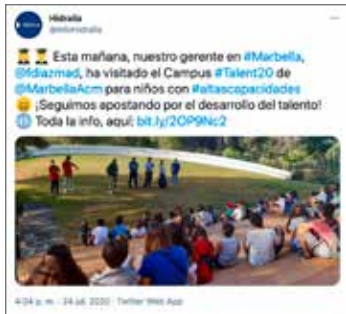 Hidralia
Esta mañana, nuestro gerente en #Marbella,
@fdiazmad, ha visitado el Campus #Talent20 de
@MarbellaAcm para niños con #altascapacidades
¡Seguimos apostando por el desarrollo del talento!
Toda la info, aquí: bit.ly/2OP9Nc2
4:04 p. m. · 24 jul. 2020 · Twitter Web App